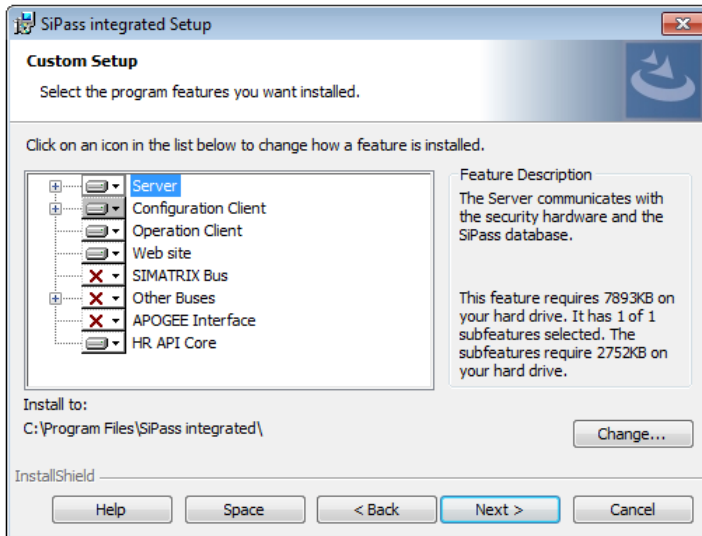 SiPass integrated Setup
Custom Setup
Select the program features you want installed.
Click on an icon in the list below to change how a feature is installed.
Server
Configuration Client
Operation Client
Web site
SIMATRIX Bus
Other Buses
APOGEE Interface
HR API Core
Feature Description
The Server communicates with
the security hardware and the
SiPass database.
This feature requires 7893KB on
your hard drive. It has 1 of 1
subfeatures selected. The
subfeatures require 2752KB on
your hard drive.
Install to:
C:\Program Files\SiPass integrated\
Change...
InstallShield
Help
Space
< Back
Next >
Cancel